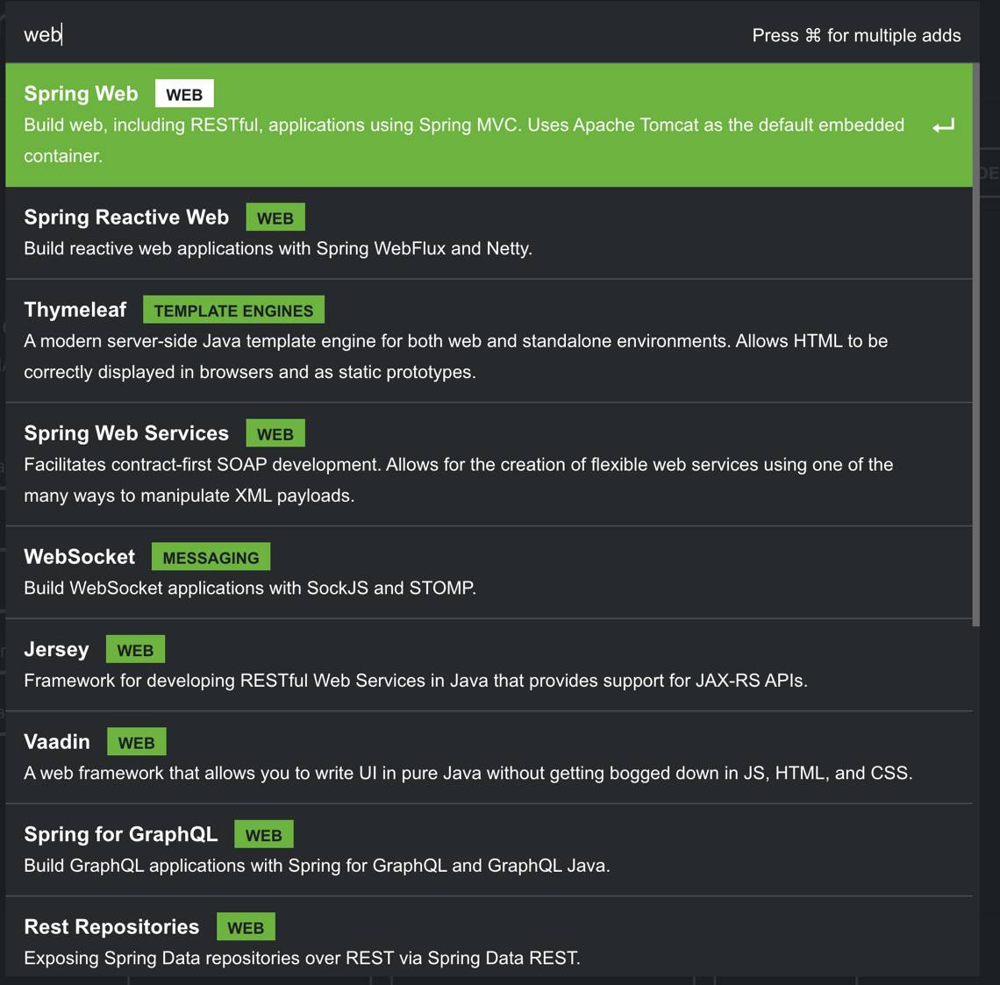 web
Press ⌘ for multiple adds
Spring Web WEB
Build web, including RESTful, applications using Spring MVC. Uses Apache Tomcat as the default embedded
container.
Spring Reactive Web WEB
Build reactive web applications with Spring WebFlux and Netty.
Thymeleaf TEMPLATE ENGINES
A modern server-side Java template engine for both web and standalone environments. Allows HTML to be
correctly displayed in browsers and as static prototypes.
Spring Web Services WEB
Facilitates contract-first SOAP development. Allows for the creation of flexible web services using one of the
many ways to manipulate XML payloads.
WebSocket MESSAGING
Build WebSocket applications with SockJS and STOMP.
Jersey WEB
Framework for developing RESTful Web Services in Java that provides support for JAX-RS APIs.
Vaadin WEB
A web framework that allows you to write UI in pure Java without getting bogged down in JS, HTML, and CSS.
Spring for GraphQL WEB
Build GraphQL applications with Spring for GraphQL and GraphQL Java.
Rest Repositories WEB
Exposing Spring Data repositories over REST via Spring Data REST.